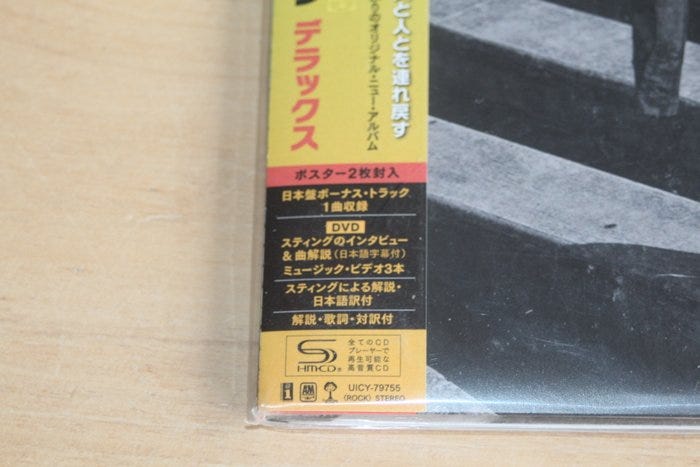 と人とを連れ戻す
のオリジナル・ニュー・アルバム
デラックス
ポスター2枚封入
日本盤ボーナス・トラック
1曲収録
DVD
スティングのインタビュー
&曲解説(日本語字幕付)
ミュージック・ビデオ3本
スティングによる解説・
日本語訳付
解説・歌詞・対訳付
SHM-CD
全てのCD
プレーヤーで
再生可能な
高音質CD
i
A&M
UICY-79755
(ROCK) STEREO